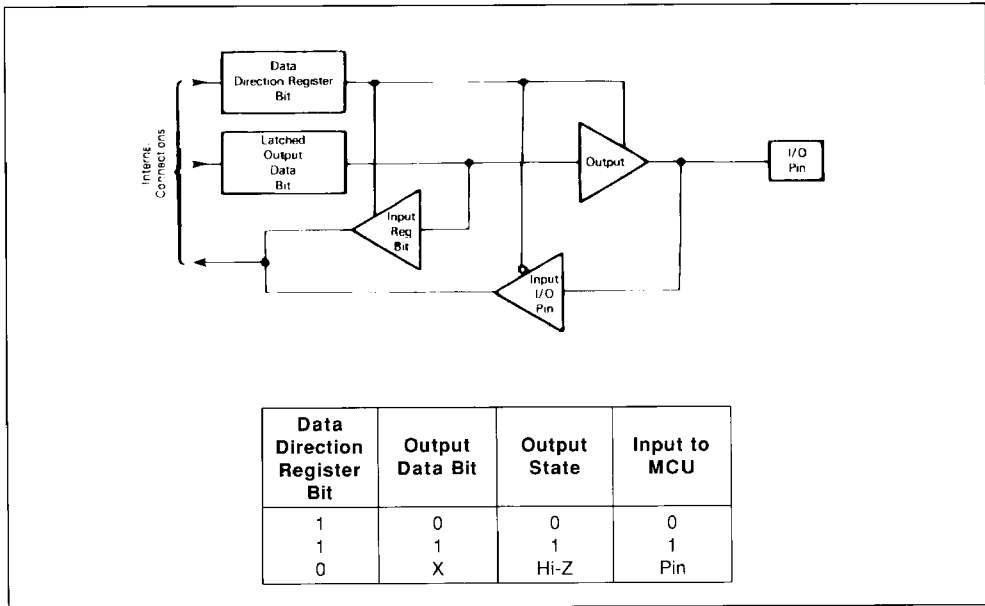 Data
Direction Register
Bit
Latched
Output
Data
Bit
Interna
Connections
Output
I/O
Pin
Input
Reg
Bit
Input
I/O
Pin
Data Direction Register Bit | Output Data Bit | Output State | Input to MCU
1 | 0 | 0 | 0
1 | 1 | 1 | 1
0 | X | Hi-Z | Pin